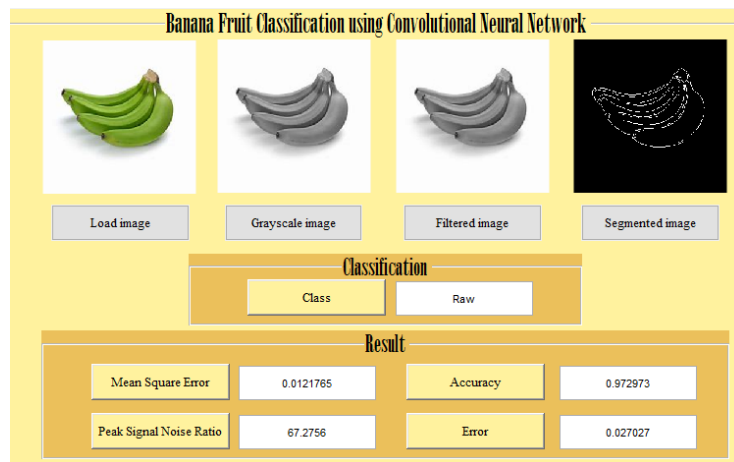 Banana Fruit Classification using Convolutional Neural Network
Load image
Grayscale image
Filtered image
Segmented image
Classification
Class
Raw
Result
Mean Square Error
0.0121765
Accuracy
0.972973
Peak Signal Noise Ratio
67.2756
Error
0.027027